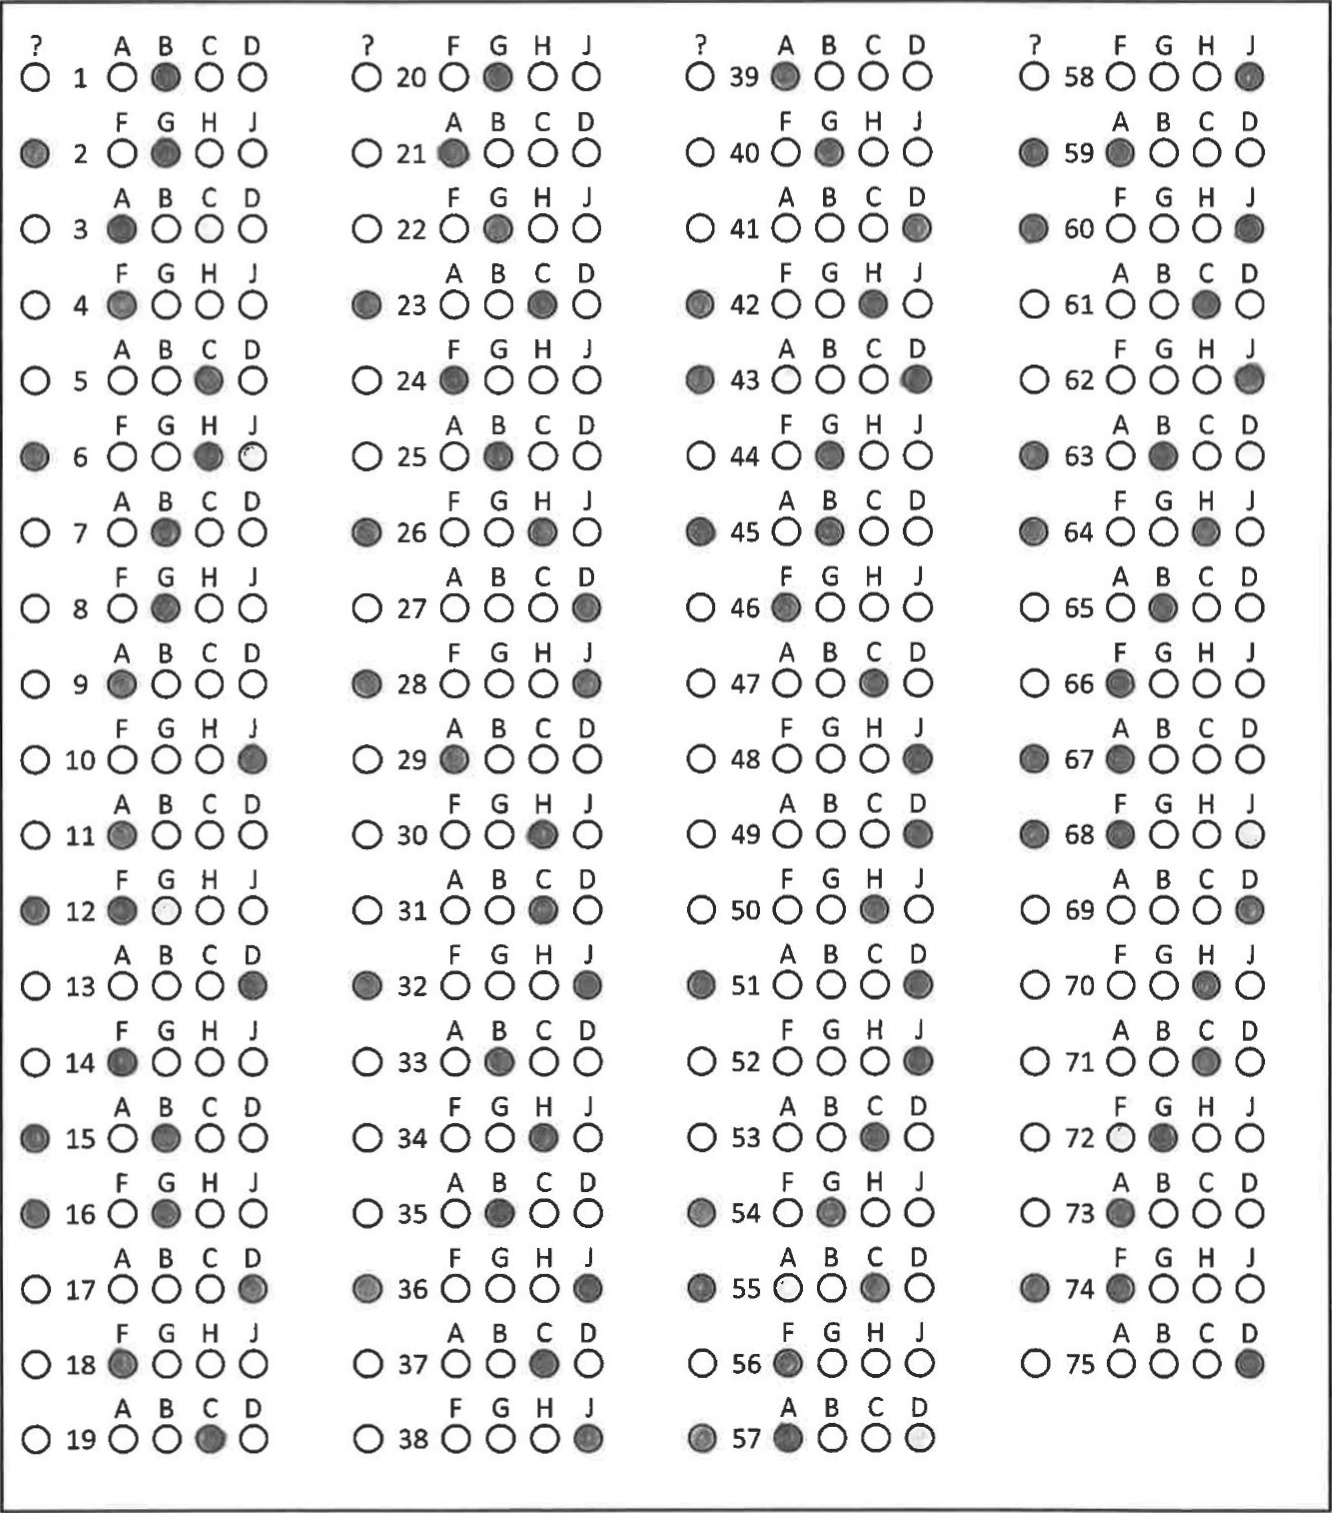 ? A B C D
1
F G H J
2
A B C D
3
F G H J
4
A B C D
5
F G H J
6
A B C D
7
F G H J
8
A B C D
9
F G H J
10
A B C D
11
F G H J
12
A B C D
13
F G H J
14
A B C D
15
F G H J
16
A B C D
17
F G H J
18
A B C D
19
? F G H J
20
A B C D
21
F G H J
22
A B C D
23
F G H J
24
A B C D
25
F G H J
26
A B C D
27
F G H J
28
A B C D
29
F G H J
30
A B C D
31
F G H J
32
A B C D
33
F G H J
34
A B C D
35
F G H J
36
A B C D
37
F G H J
38
? A B C D
39
F G H J
40
A B C D
41
F G H J
42
A B C D
43
F G H J
44
A B C D
45
F G H J
46
A B C D
47
F G H J
48
A B C D
49
F G H J
50
A B C D
51
F G H J
52
A B C D
53
F G H J
54
A B C D
55
F G H J
56
A B C D
57
? F G H J
58
A B C D
59
F G H J
60
A B C D
61
F G H J
62
A B C D
63
F G H J
64
A B C D
65
F G H J
66
A B C D
67
F G H J
68
A B C D
69
F G H J
70
A B C D
71
F G H J
72
A B C D
73
F G H J
74
A B C D
75